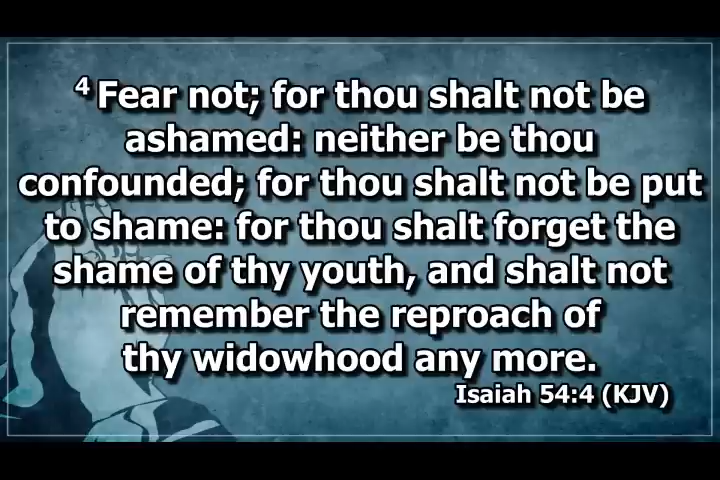 4 Fear not; for thou shalt not be
ashamed: neither be thou
confounded; for thou shalt not be put
to shame: for thou shalt forget the
shame of thy youth, and shalt not
remember the reproach of
thy widowhood any more.
Isaiah 54:4 (KJV)